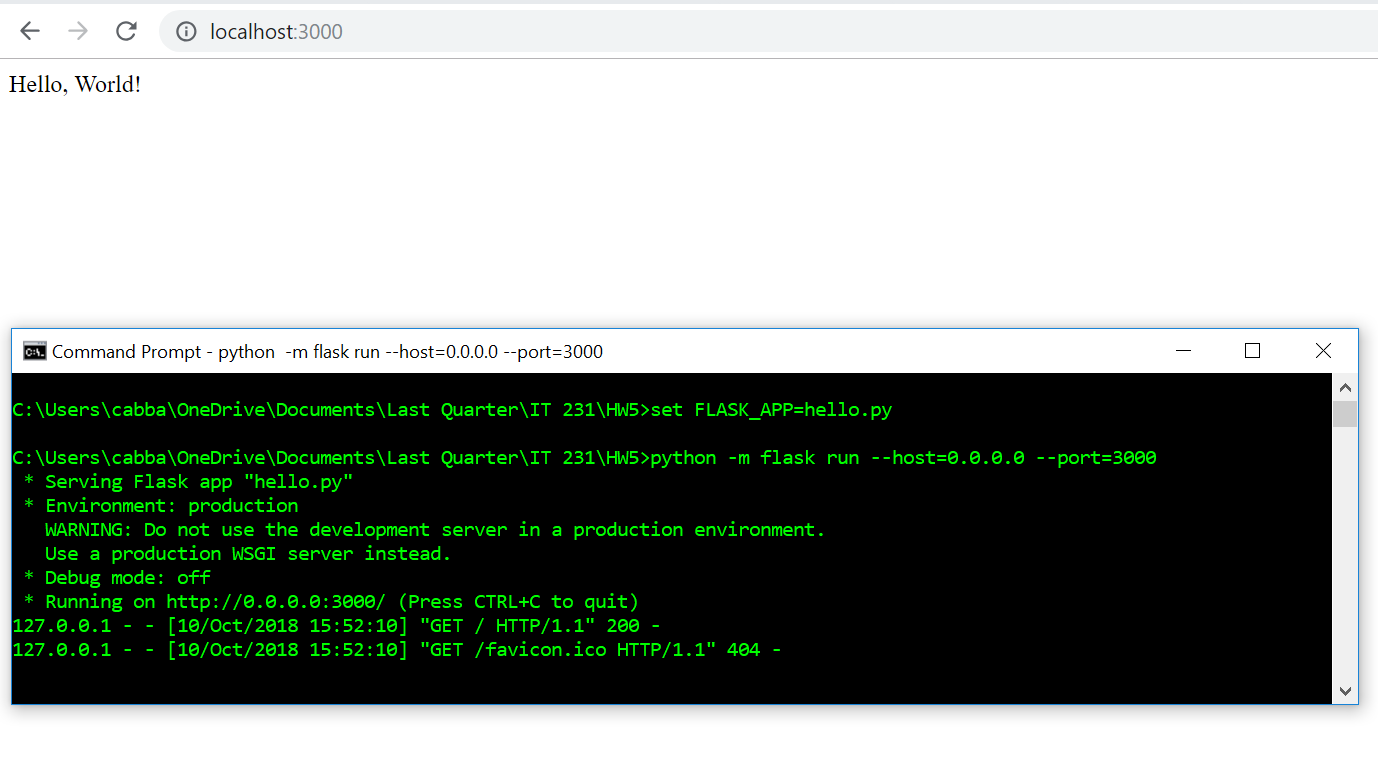 localhost:3000
Hello, World!
Command Prompt - python  -m flask run --host=0.0.0.0 --port=3000
C:\Users\cabba\OneDrive\Documents\Last Quarter\IT 231\HW5>set FLASK_APP=hello.py
C:\Users\cabba\OneDrive\Documents\Last Quarter\IT 231\HW5>python -m flask run --host=0.0.0.0 --port=3000
 * Serving Flask app "hello.py"
 * Environment: production
   WARNING: Do not use the development server in a production environment.
   Use a production WSGI server instead.
 * Debug mode: off
 * Running on http://0.0.0.0:3000/ (Press CTRL+C to quit)
127.0.0.1 - - [10/Oct/2018 15:52:10] "GET / HTTP/1.1" 200 -
127.0.0.1 - - [10/Oct/2018 15:52:10] "GET /favicon.ico HTTP/1.1" 404 -